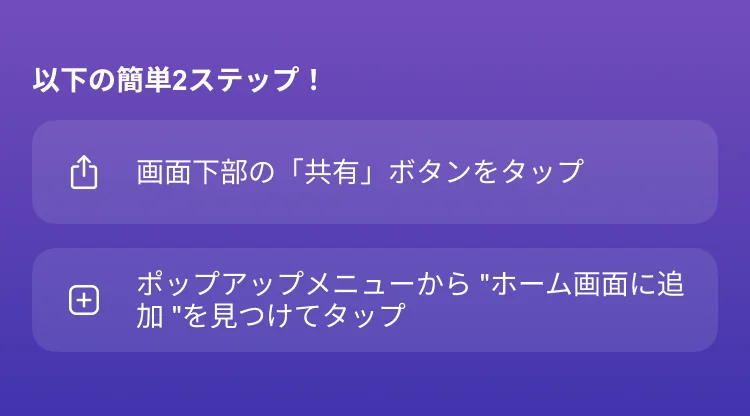 以下の簡単2ステップ！
画面下部の「共有」ボタンをタップ
ポップアップメニューから "ホーム画面に追
加 "を見つけてタップ